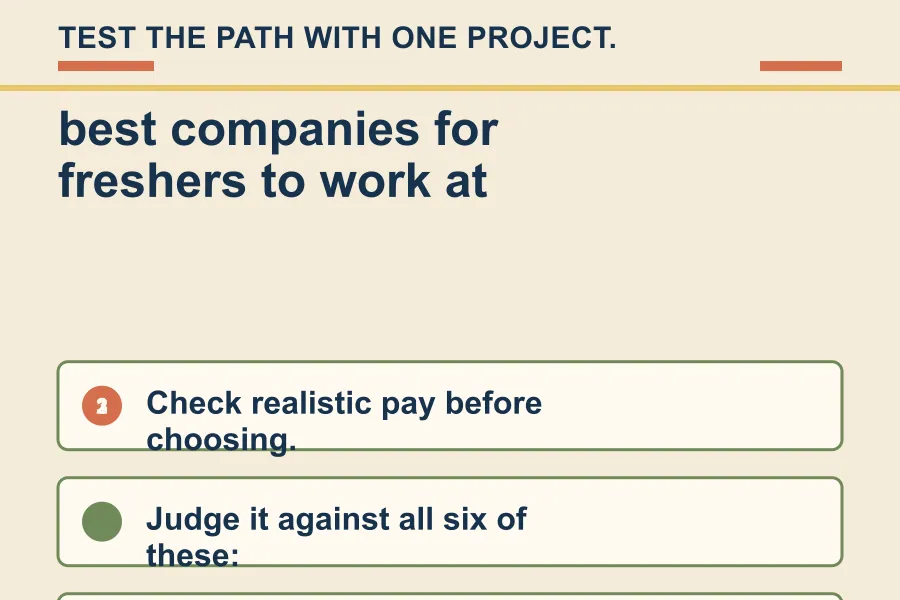 TEST THE PATH WITH ONE PROJECT.
best companies for
freshers to work at
Check realistic pay before
choosing.
Judge it against all six of
these: